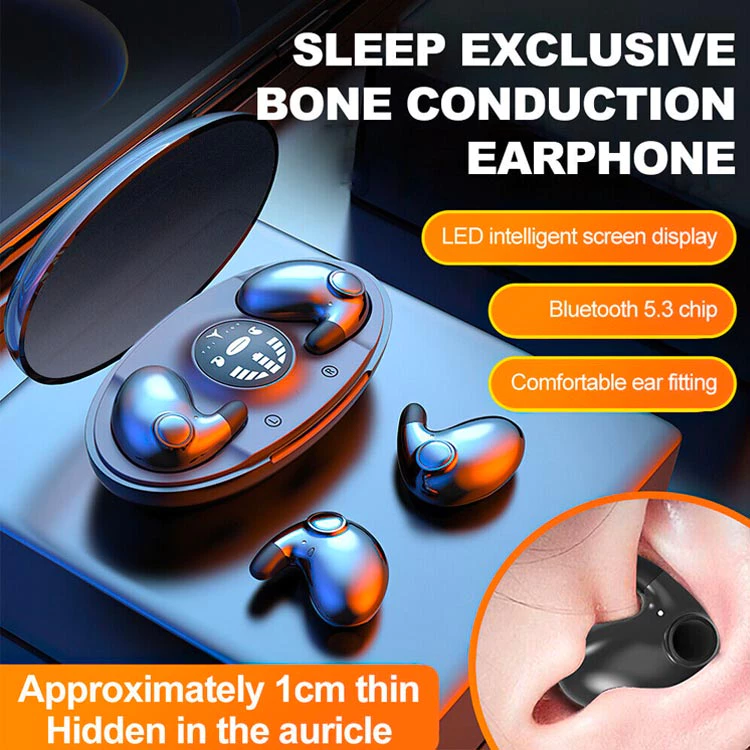 SLEEP EXCLUSIVE
BONE CONDUCTION
EARPHONE
LED intelligent screen display
Bluetooth 5.3 chip
Comfortable ear fitting
R
L
Approximately 1cm thin
Hidden in the auricle